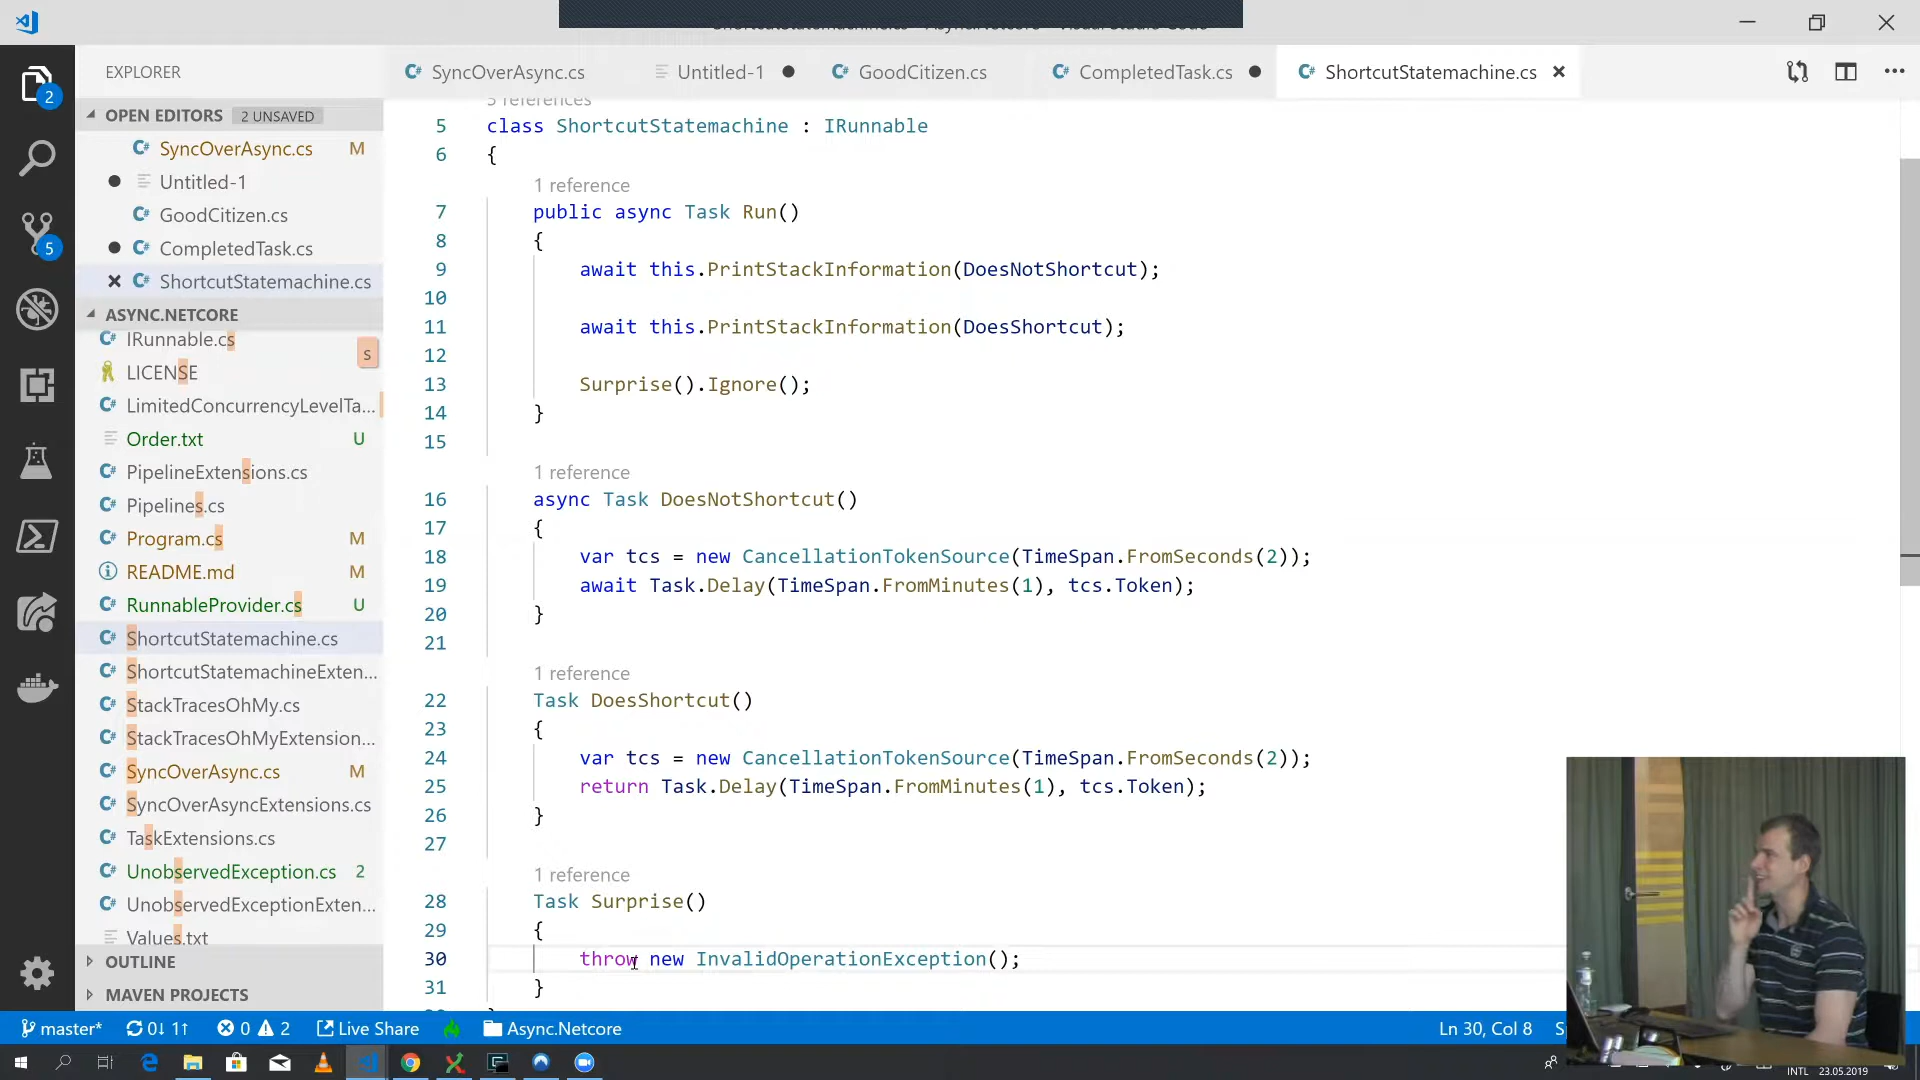 EXPLORER
SyncOverAsync.cs
Untitled-1
GoodCitizen.cs
CompletedTask.cs
ShortcutStatemachine.cs
2
OPEN EDITORS 2 UNSAVED
SyncOverAsync.cs M
Untitled-1
GoodCitizen.cs
5
CompletedTask.cs
ShortcutStatemachine.cs
ASYNC.NETCORE
IRunnable.cs
s
LICENSE
LimitedConcurrencyLevelTa...
Order.txt U
PipelineExtensions.cs
Pipelines.cs
Program.cs M
README.md M
RunnableProvider.cs U
ShortcutStatemachine.cs
ShortcutStatemachineExten...
StackTracesOhMy.cs
StackTracesOhMyExtension...
SyncOverAsync.cs M
SyncOverAsyncExtensions.cs
TaskExtensions.cs
UnobservedException.cs 2
UnobservedExceptionExten...
Values.txt
OUTLINE
MAVEN PROJECTS
references
5 class ShortcutStatemachine : IRunnable
6 {
1 reference
7 public async Task Run()
8 {
9 await this.PrintStackInformation(DoesNotShortcut);
10
11 await this.PrintStackInformation(DoesShortcut);
12
13 Surprise().Ignore();
14 }
15
1 reference
16 async Task DoesNotShortcut()
17 {
18 var tcs = new CancellationTokenSource(TimeSpan.FromSeconds(2));
19 await Task.Delay(TimeSpan.FromMinutes(1), tcs.Token);
20 }
21
1 reference
22 Task DoesShortcut()
23 {
24 var tcs = new CancellationTokenSource(TimeSpan.FromSeconds(2));
25 return Task.Delay(TimeSpan.FromMinutes(1), tcs.Token);
26 }
27
1 reference
28 Task Surprise()
29 {
30 throw new InvalidOperationException();
31 }
master* 0↓ 1↑ 0 2 Live Share Async.Netcore Ln 30, Col 8 S
INTL 23.05.2019